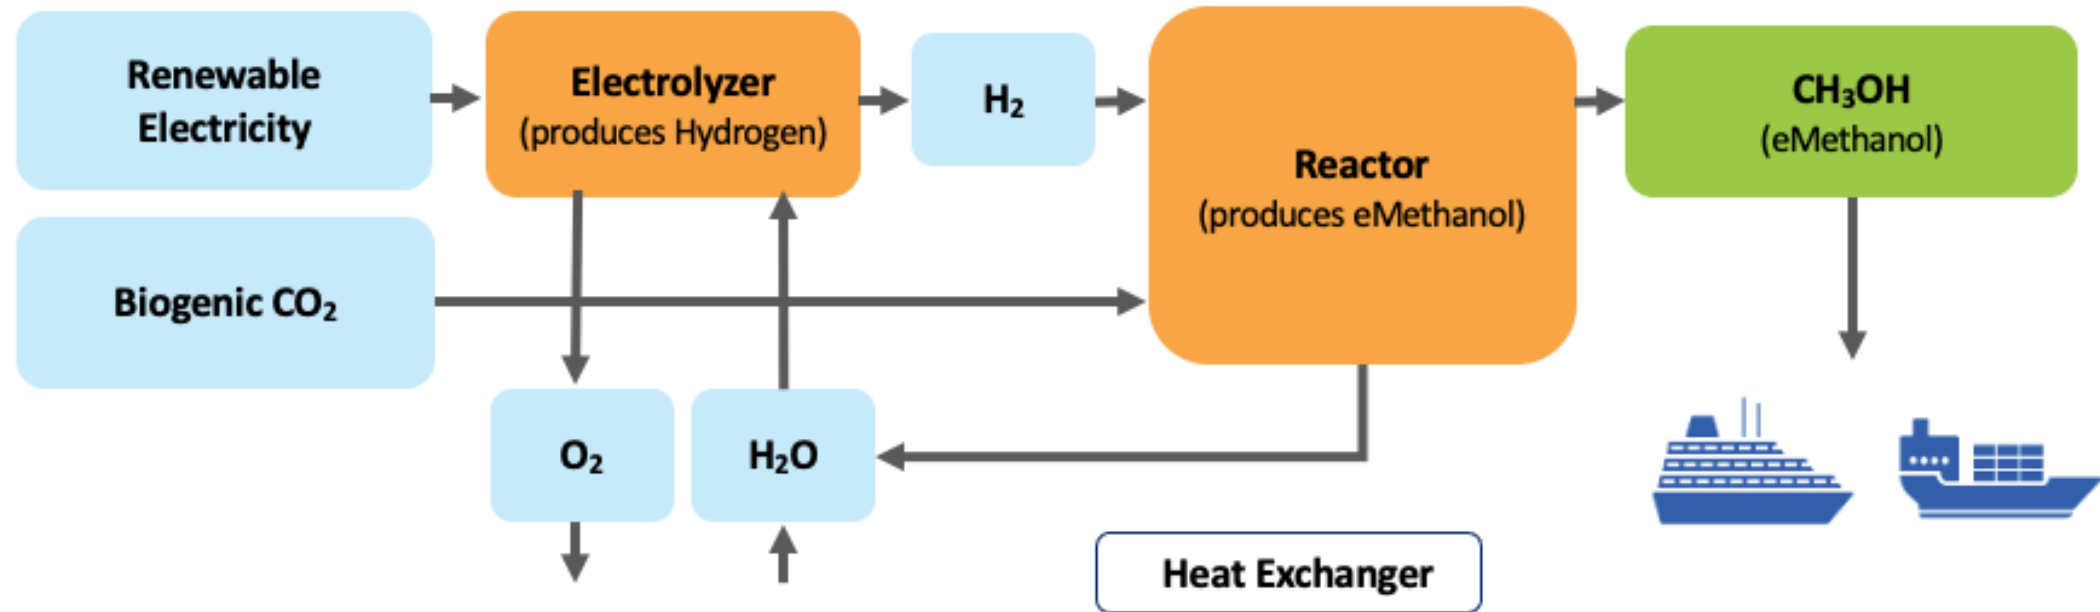 Renewable
Electricity
Electrolyzer
(produces Hydrogen)
H₂
Reactor
(produces eMethanol)
CH₃OH
(eMethanol)
Biogenic CO₂
O₂
H₂O
Heat Exchanger